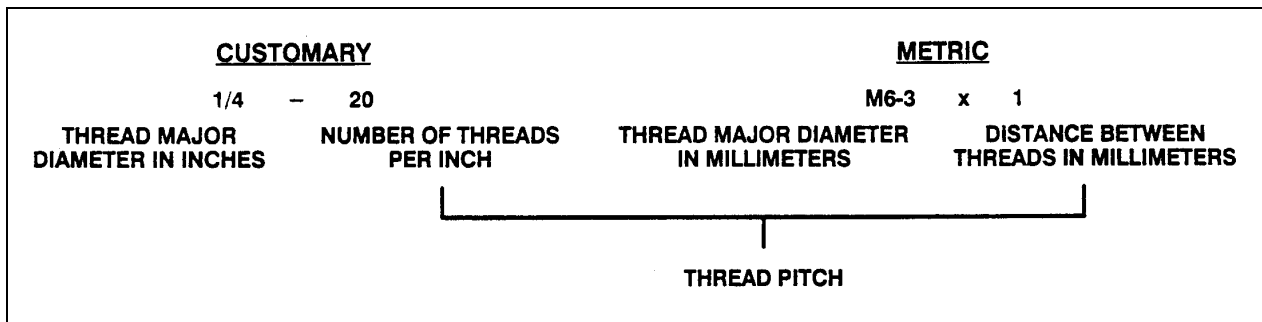 CUSTOMARY
1/4 – 20
THREAD MAJOR
DIAMETER IN INCHES
NUMBER OF THREADS
PER INCH
METRIC
M6-3 x 1
THREAD MAJOR DIAMETER
IN MILLIMETERS
DISTANCE BETWEEN
THREADS IN MILLIMETERS
THREAD PITCH